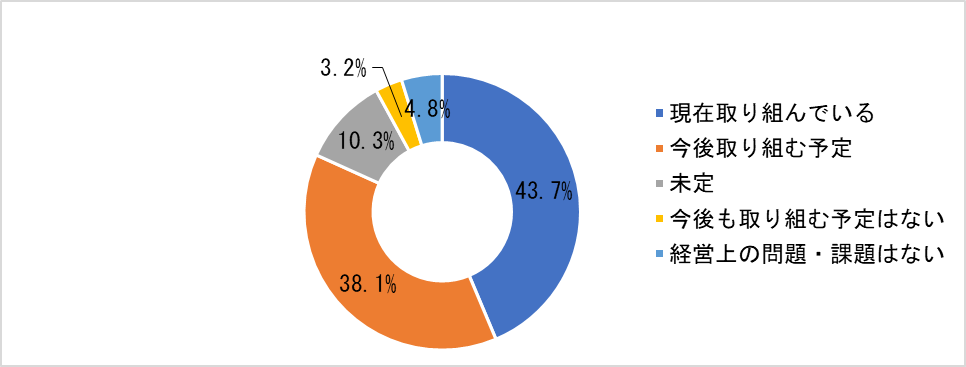 3.2%
4.8%
10.3%
43.7%
38.1%
現在取り組んでいる
今後取り組む予定
未定
今後も取り組む予定はない
経営上の問題・課題はない